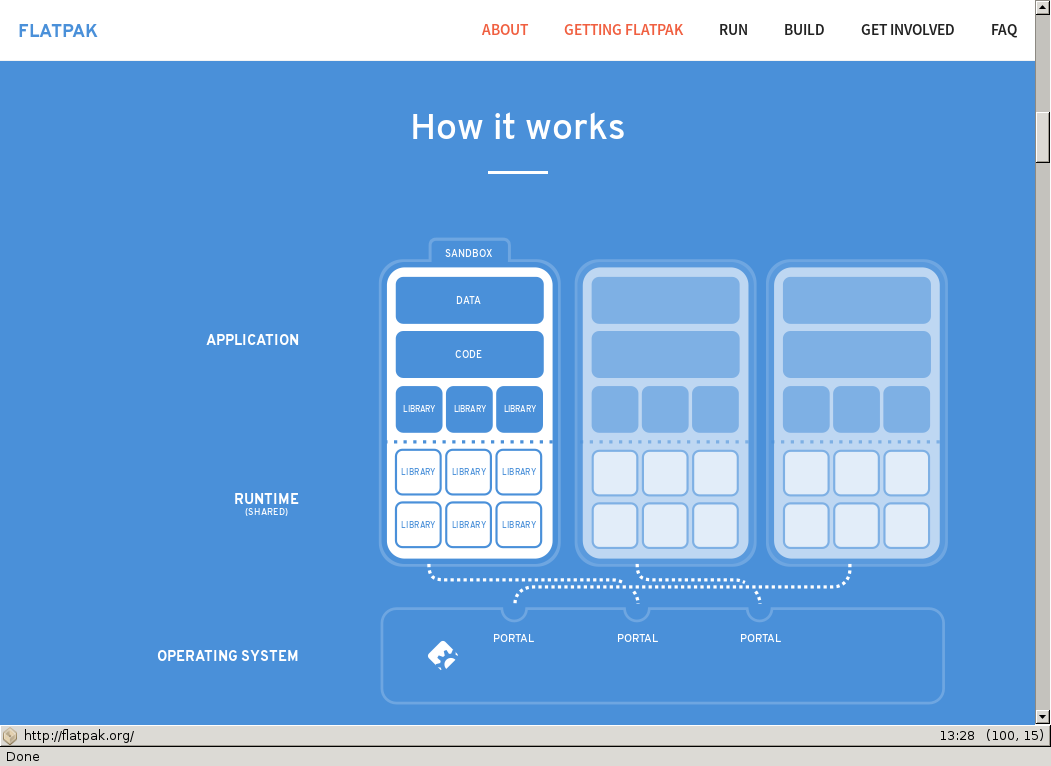 FLATPAK
ABOUT GETTING FLATPAK RUN BUILD GET INVOLVED FAQ
How it works
SANDBOX
DATA
APPLICATION
CODE
LIBRARY LIBRARY LIBRARY
LIBRARY LIBRARY LIBRARY
RUNTIME
(SHARED)
LIBRARY LIBRARY LIBRARY
PORTAL PORTAL PORTAL
OPERATING SYSTEM
http://flatpak.org/ 13:28 (100, 15)
Done